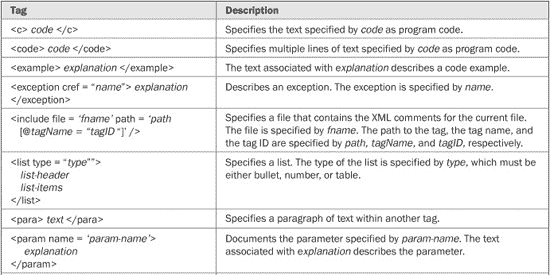 Tag Description
<c> code </c> Specifies the text specified by code as program code.
<code> code </code> Specifies multiple lines of text specified by code as program code.
<example> explanation </example> The text associated with explanation describes a code example.
<exception cref = “name”> explanation Describes an exception. The exception is specified by name.
</exception>
<include file = ‘fname’ path = ‘path Specifies a file that contains the XML comments for the current file.
[@tagName = “tagID “]’ /> The file is specified by fname. The path to the tag, the tag name, and
the tag ID are specified by path, tagName, and tagID, respectively.
<list type = “type””> Specifies a list. The type of the list is specified by type, which must be
list-header either bullet, number, or table.
list-items
</list>
<para> text </para> Specifies a paragraph of text within another tag.
<param name = ‘param-name’> Documents the parameter specified by param-name. The text
explanation associated with explanation describes the parameter.
</param>